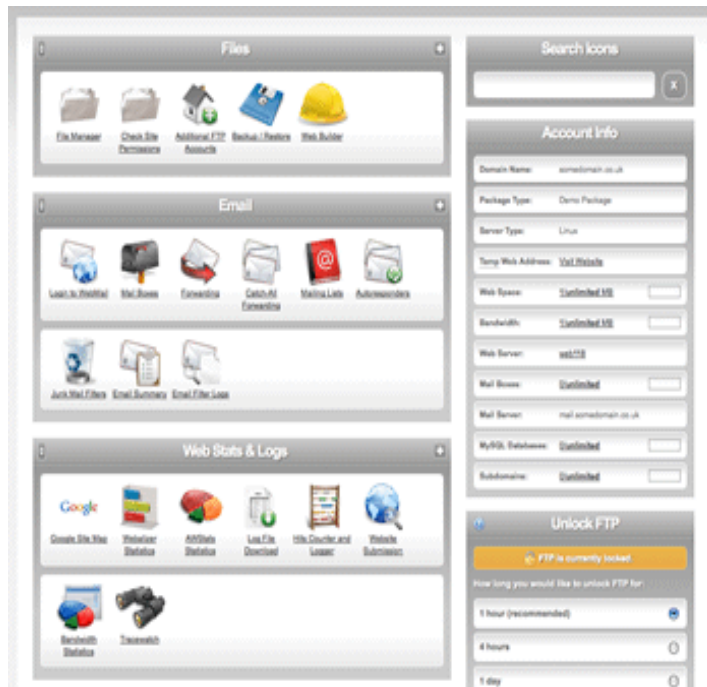 Files
File Manager
Check Site
Permissions
Additional FTP
Accounts
Backup / Restore
Web Builder
Email
Login to WebMail
Mail Boxes
Forwarding
Catch-All
Forwarding
Mailing Lists
Autoresponders
Junk Mail Filters
Email Summary
Email Filter Logs
Web Stats & Logs
Google
Google Site Map
Webalizer
Statistics
AWStats
Statistics
Log File
Download
Hits Counter and
Logger
Website
Submission
Bandwidth
Statistics
Tracewatch
Search Icons
X
Account Info
Domain Name: somedomain.co.uk
Package Type: Demo Package
Server Type: Linux
Temp Web Address: Visit Website
Web Space:
Bandwidth:
Web Server:
Mail Boxes:
Mail Server: mail.somedomain.co.uk
MySQL Databases:
Subdomains:
Unlock FTP
FTP is currently locked
How long you would like to unlock FTP for:
1 hour (recommended)
4 hours
1 day